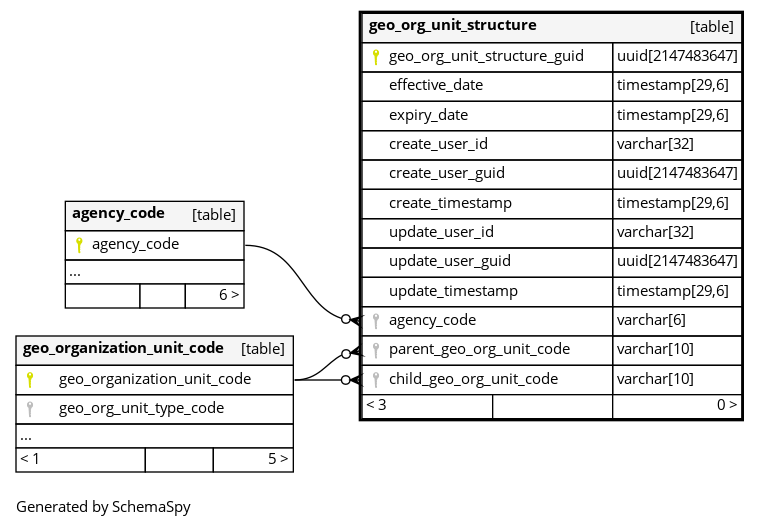 geo_org_unit_structure [table]
geo_org_unit_structure_guid uuid[2147483647]
effective_date timestamp[29,6]
expiry_date timestamp[29,6]
create_user_id varchar[32]
create_user_guid uuid[2147483647]
create_timestamp timestamp[29,6]
update_user_id varchar[32]
update_user_guid uuid[2147483647]
update_timestamp timestamp[29,6]
agency_code varchar[6]
parent_geo_org_unit_code varchar[10]
child_geo_org_unit_code varchar[10]
< 3 0 >
agency_code [table]
agency_code
...
6 >
geo_organization_unit_code [table]
geo_organization_unit_code
geo_org_unit_type_code
...
< 1 5 >
Generated by SchemaSpy